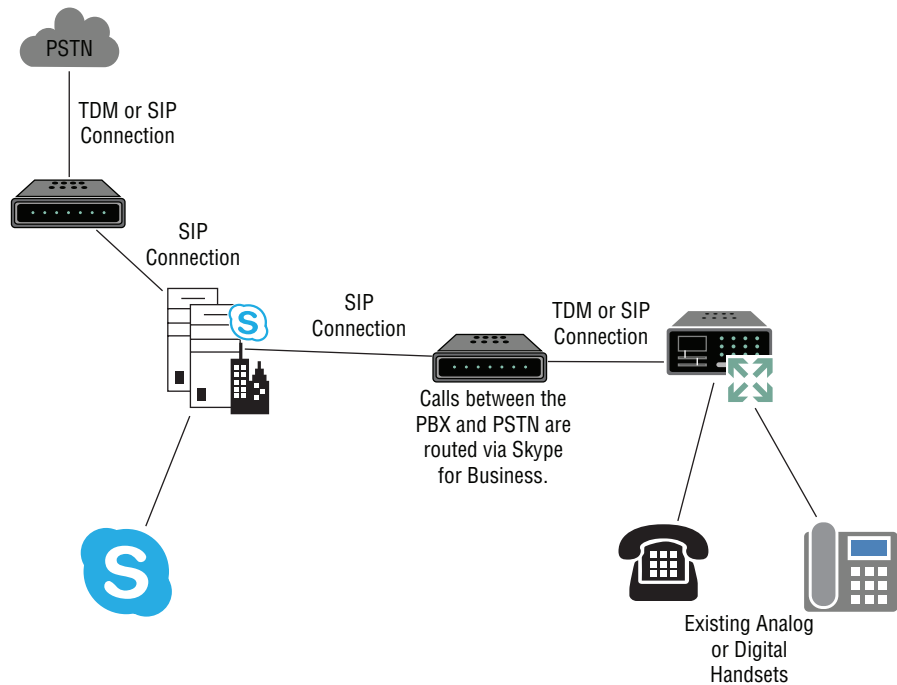 PSTN
TDM or SIP
Connection
SIP
Connection
SIP
Connection
TDM or SIP
Connection
Calls between the
PBX and PSTN are
routed via Skype
for Business.
Existing Analog
or Digital
Handsets
S
S